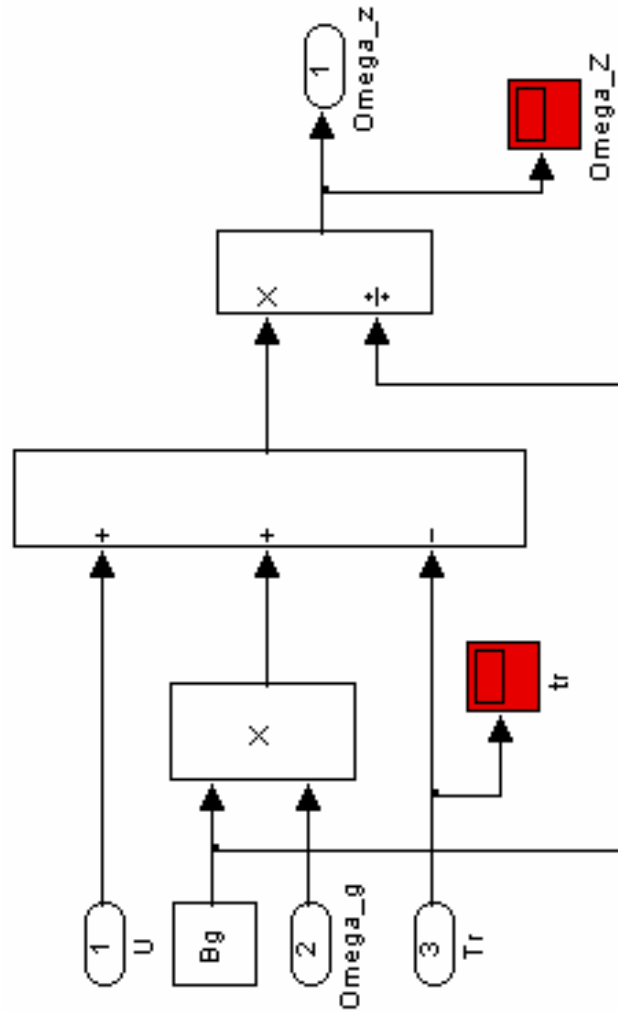 1
U
Bg
2
Omega_g
3
Tr
×
tr
+
+
−
×
÷
1
Omega_z
Omega_Z